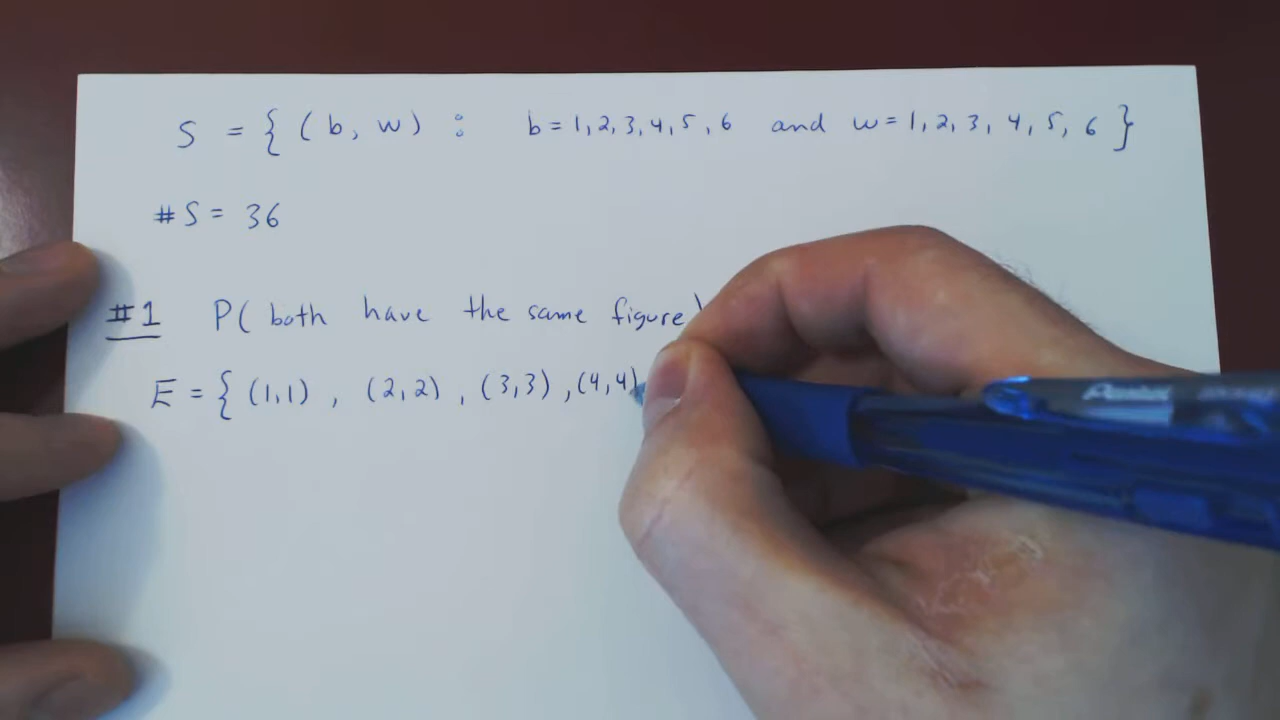 S = { (b, w) : b = 1, 2, 3, 4, 5, 6 and w = 1, 2, 3, 4, 5, 6 }
#S = 36
#1 P( both have the same figure)
E = { (1,1) , (2,2) , (3,3) , (4,4)
Pentel